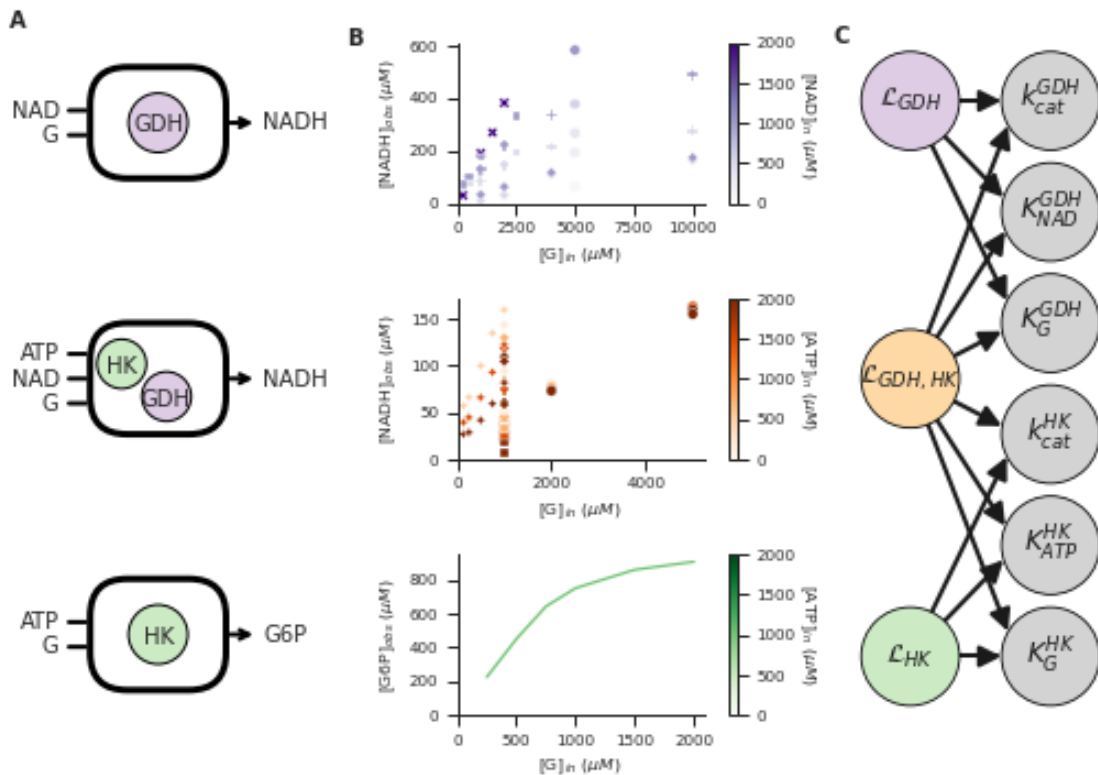 A
NAD
G
GDH
NADH
ATP
NAD
G
HK
GDH
NADH
ATP
G
HK
G6P
B
600
400
200
0
[NADH]obs (μM)
2500
5000
7500
10000
[G]in (μM)
2000
1500
1000
500
0
[NAD]in (μM)
150
100
50
0
[NADH]obs (μM)
0
2000
4000
[G]in (μM)
2000
1500
1000
500
0
[ATP]in (μM)
800
600
400
200
0
[G6P]obs (μM)
0
500
1000
1500
2000
[G]in (μM)
2000
1500
1000
500
0
[ATP]in (μM)
C
ℒGDH
ℒGDH, HK
ℒHK
kcatGDH
KNADGDH
KGGDH
kcatHK
KATPHK
KGHK